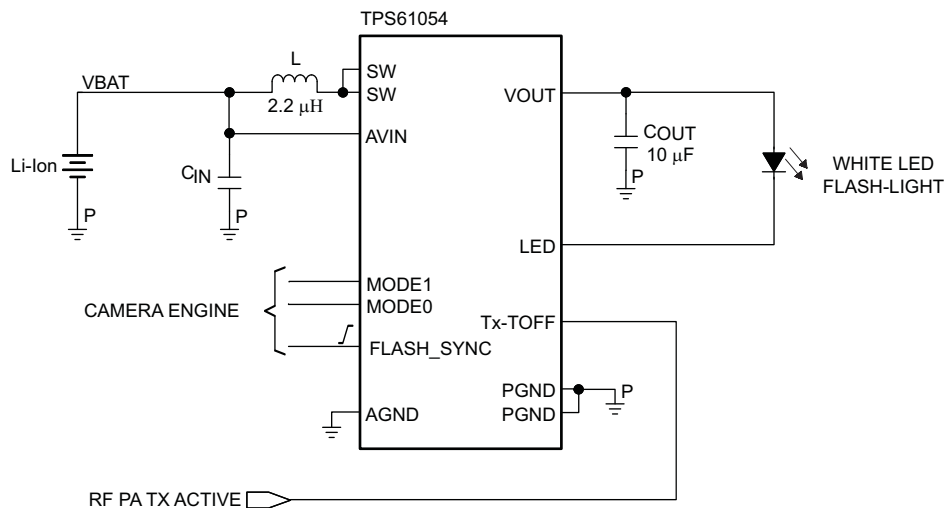 TPS61054
L
VBAT
2.2 μH
SW
SW
AVIN
VOUT
COUT
10 μF
P
WHITE LED
FLASH-LIGHT
Li-Ion
CIN
P
P
LED
MODE1
MODE0
CAMERA ENGINE
Tx-TOFF
FLASH_SYNC
PGND
P
PGND
AGND
RF PA TX ACTIVE